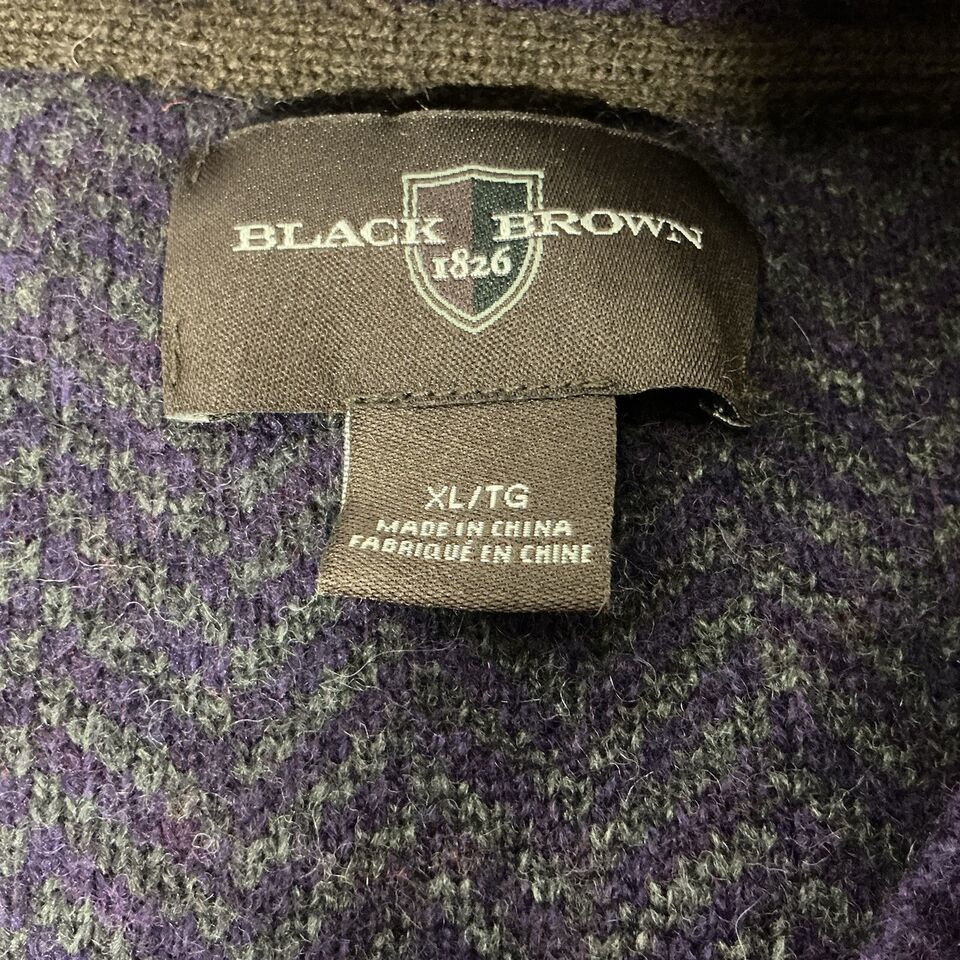 BLACK BROWN
1826
XL/TG
MADE IN CHINA
FABRIQUÉ EN CHINE